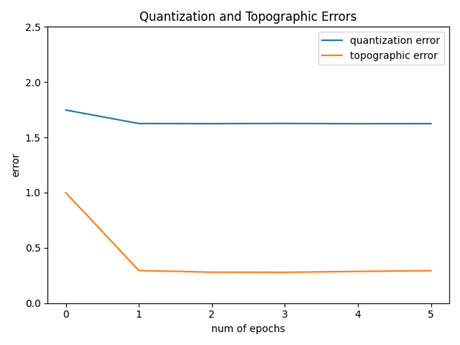 Quantization and Topographic Errors
quantization error
topographic error
2.5
2.0
1.5
1.0
0.5
0.0
error
0 1 2 3 4 5
num of epochs